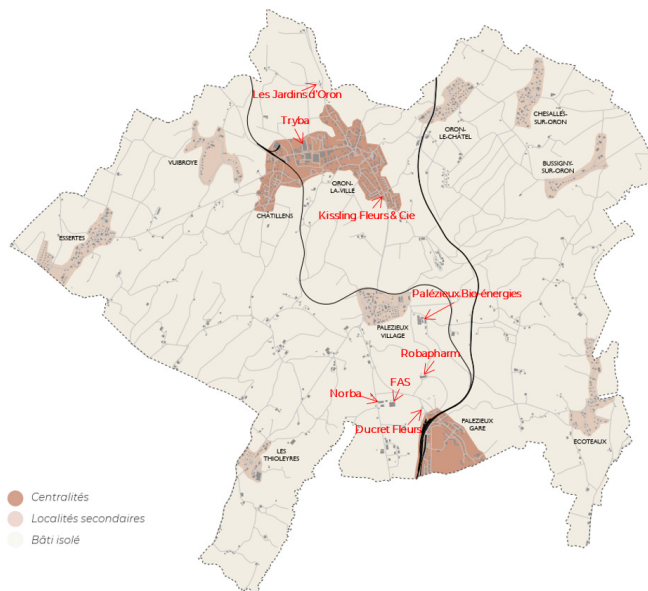 Les Jardins d'Oron
Tryba
CHESALLES-
SUR-ORON
ORON-
LE-CHÂTEL
VUIBROYE
BUSSIGNY-
SUR-ORON
ORON-
LA-VILLE
CHATILLENS
Kissling Fleurs & Cie
ESSERTES
Palézieux Bio-énergies
PALEZIEUX
VILLAGE
Robapharm
FAS
Norba
Ducret Fleurs
PALEZIEUX
GARE
ECOTEAUX
LES
THIOLEYRES
Centralités
Localités secondaires
Bâti isolé